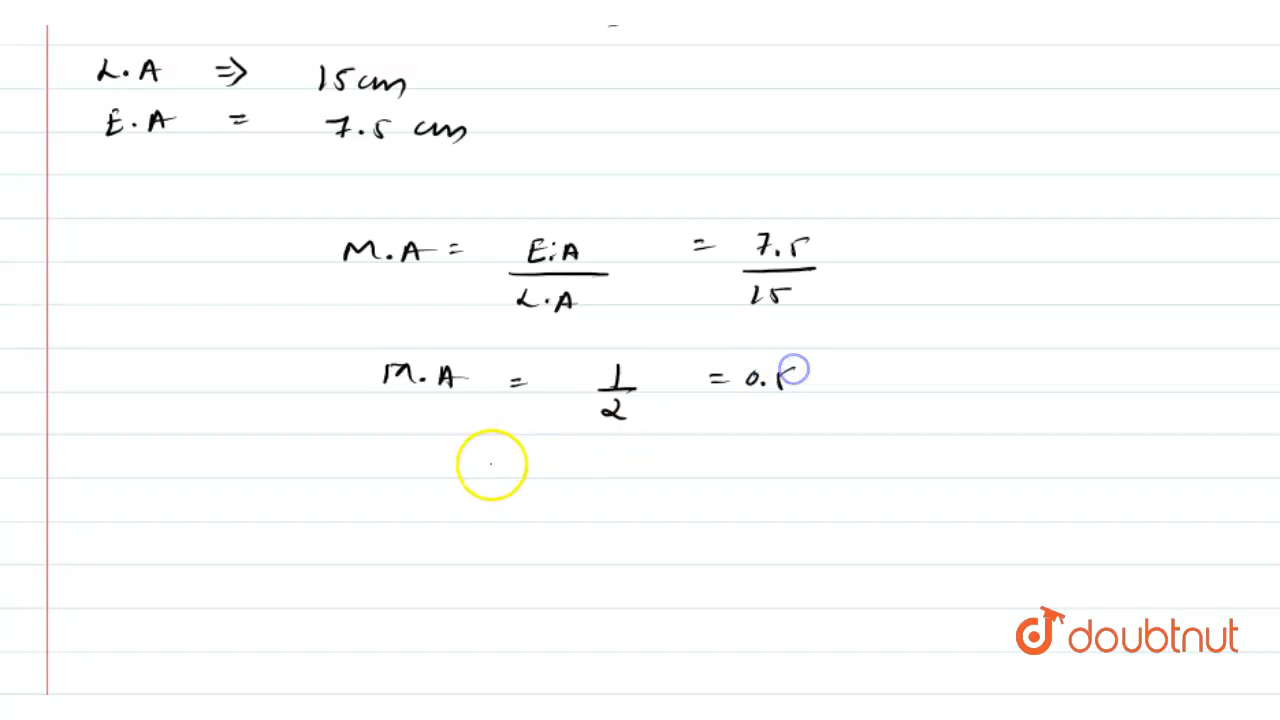 L.A ⇒ 15 cm
E.A = 7.5 cm
M.A = E.A / L.A = 7.5 / 15
M.A = 1 / 2 = 0.5
doubtnut